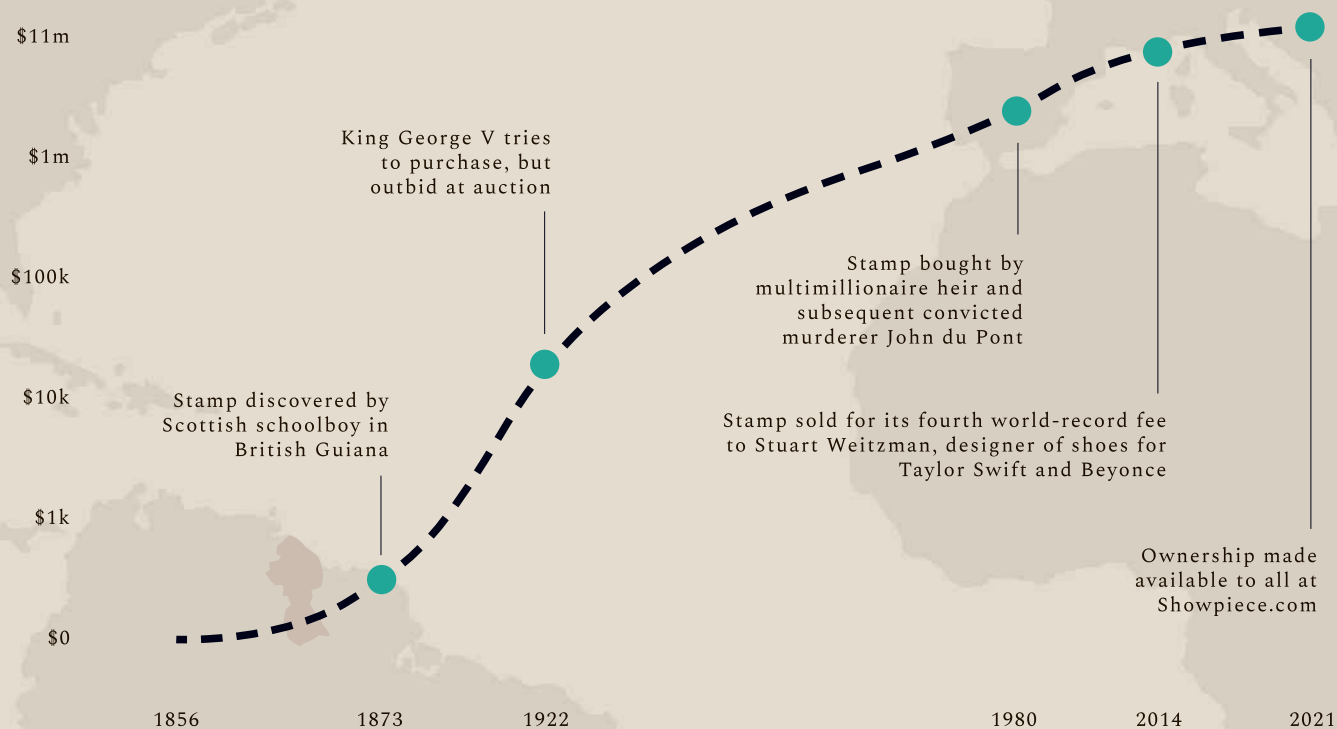 $11m
King George V tries
to purchase, but
outbid at auction
$1m
$100k
Stamp bought by
multimillionaire heir and
subsequent convicted
murderer John du Pont
$10k
Stamp discovered by
Scottish schoolboy in
British Guiana
Stamp sold for its fourth world-record fee
to Stuart Weitzman, designer of shoes for
Taylor Swift and Beyonce
$1k
Ownership made
available to all at
Showpiece.com
$0
1856 1873 1922 1980 2014 2021